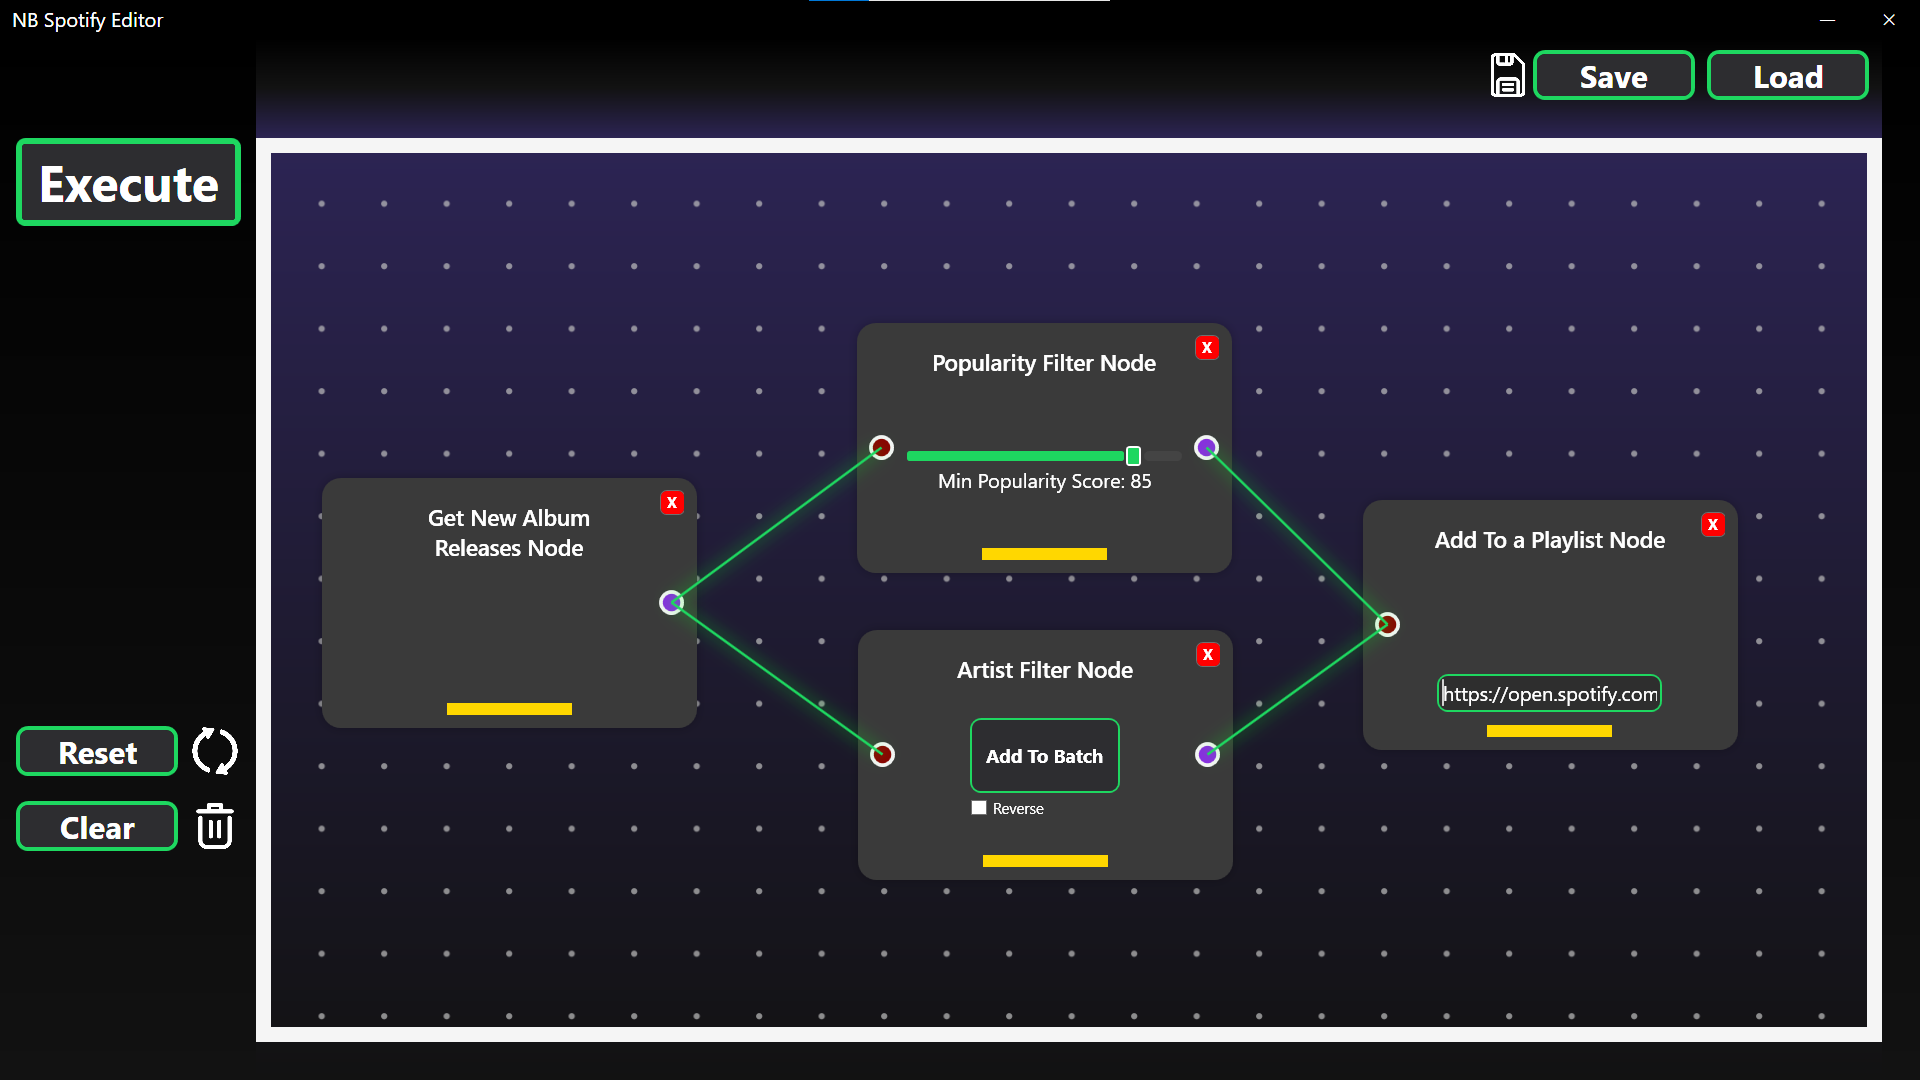 NB Spotify Editor
Save
Load
Execute
X
Popularity Filter Node
Min Popularity Score: 85
X
Get New Album
Releases Node
X
Add To a Playlist Node
https://open.spotify.com
X
Artist Filter Node
Add To Batch
Reverse
Reset
Clear